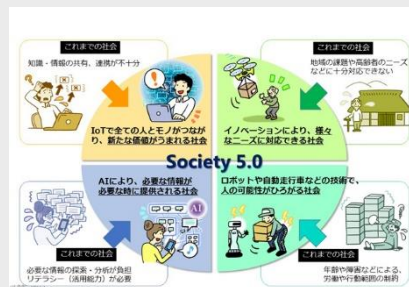 これまでの社会
知識・情報の共有、連携が不十分
これまでの社会
地域の課題や高齢者のニーズ
などに十分対応できない
IoTで全ての人とモノがつなが
り、新たな価値がうまれる社会
イノベーションにより、様々
なニーズに対応できる社会
Society 5.0
AIにより、必要な情報が
必要な時に提供される社会
ロボットや自動走行車などの技術で、
人の可能性がひろがる社会
AI
これまでの社会
必要な情報の探索・分析が負担
リテラシー（活用能力）が必要
これまでの社会
年齢や障害などによる、
労働や行動範囲の制約